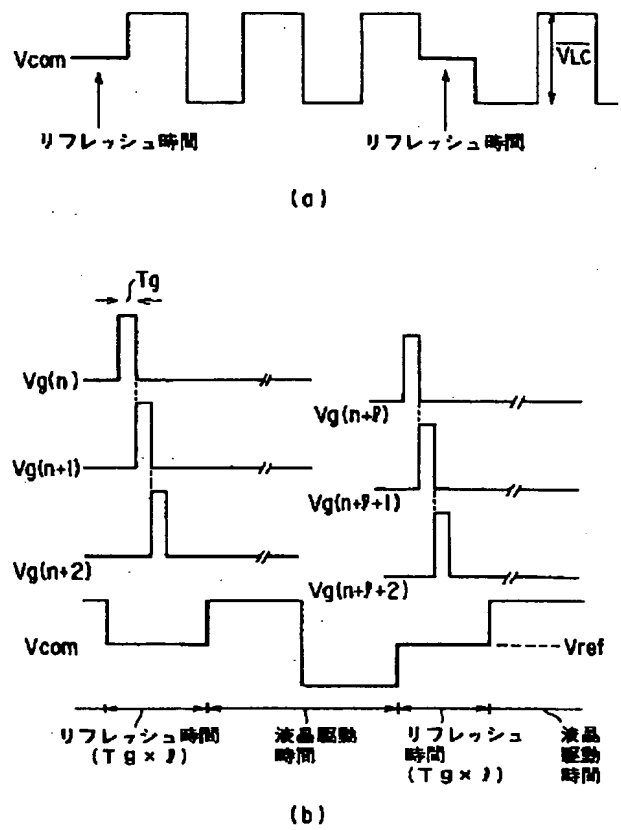 Vcom
VLC
リフレッシュ時間
リフレッシュ時間
(a)
Tg
Vg(n)
Vg(n+ℓ)
Vg(n+1)
Vg(n+ℓ+1)
Vg(n+2)
Vg(n+ℓ+2)
Vcom
Vref
リフレッシュ時間
(Tg×ℓ)
液晶駆動
時間
リフレッシュ
時間
(Tg×ℓ)
液晶
駆動
時間
(b)